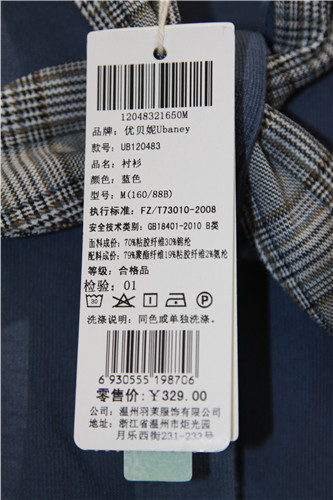 12048321650M
品牌: 优贝妮Ubaney
款号: UB120483
品名: 衬衫
颜色: 蓝色
型号: M(160/88B)
执行标准: FZ/T73010-2008
安全技术类别: GB18401-2010 B类
面料成份: 70%粘胶纤维30%锦纶
配料成份: 79%聚酯纤维19%粘胶纤维2%氨纶
等级: 合格品
检验: 01
30
洗涤说明: 同色或单独洗涤。
6 930555 198706
零售价:￥329.00
公司: 温州羽莱服饰有限公司
地址: 浙江省温州市炬光园
月乐西街231-233号